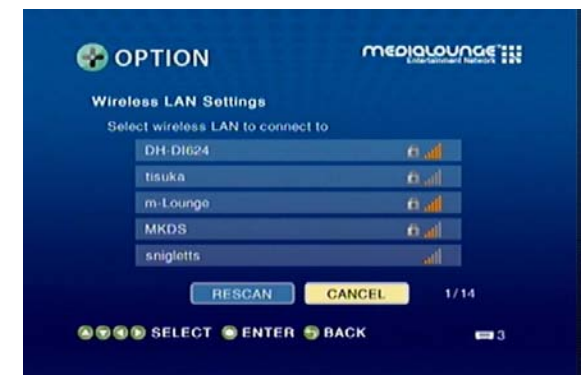 OPTION
MEDIALOUNGE
Entertainment Network
Wireless LAN Settings
Select wireless LAN to connect to
DH-DI624
tisuka
m-Lounge
MKDS
snigletts
RESCAN CANCEL 1/14
SELECT ENTER BACK 3